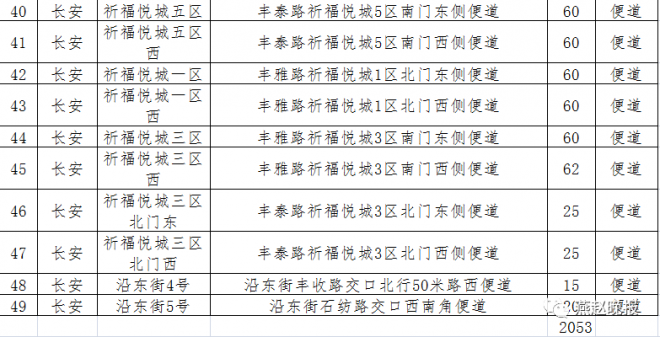 40 长安 祈福悦城五区 丰泰路祈福悦城5区南门东侧便道 60 便道
41 长安 祈福悦城五区西 丰泰路祈福悦城5区南门西侧便道 60 便道
42 长安 祈福悦城一区 丰雅路祈福悦城1区北门东侧便道 60 便道
43 长安 祈福悦城一区西 丰雅路祈福悦城1区北门西侧便道 60 便道
44 长安 祈福悦城三区 丰雅路祈福悦城3区南门东侧便道 60 便道
45 长安 祈福悦城三区西 丰雅路祈福悦城3区南门西侧便道 62 便道
46 长安 祈福悦城三区北门东 丰泰路祈福悦城3区北门东侧便道 25 便道
47 长安 祈福悦城三区北门西 丰泰路祈福悦城3区北门西侧便道 25 便道
48 长安 沿东街4号 沿东街丰收路交口北行50米路西便道 15 便道
49 长安 沿东街5号 沿东街石纺路交口西南角便道 便道
燕赵晚报
2053